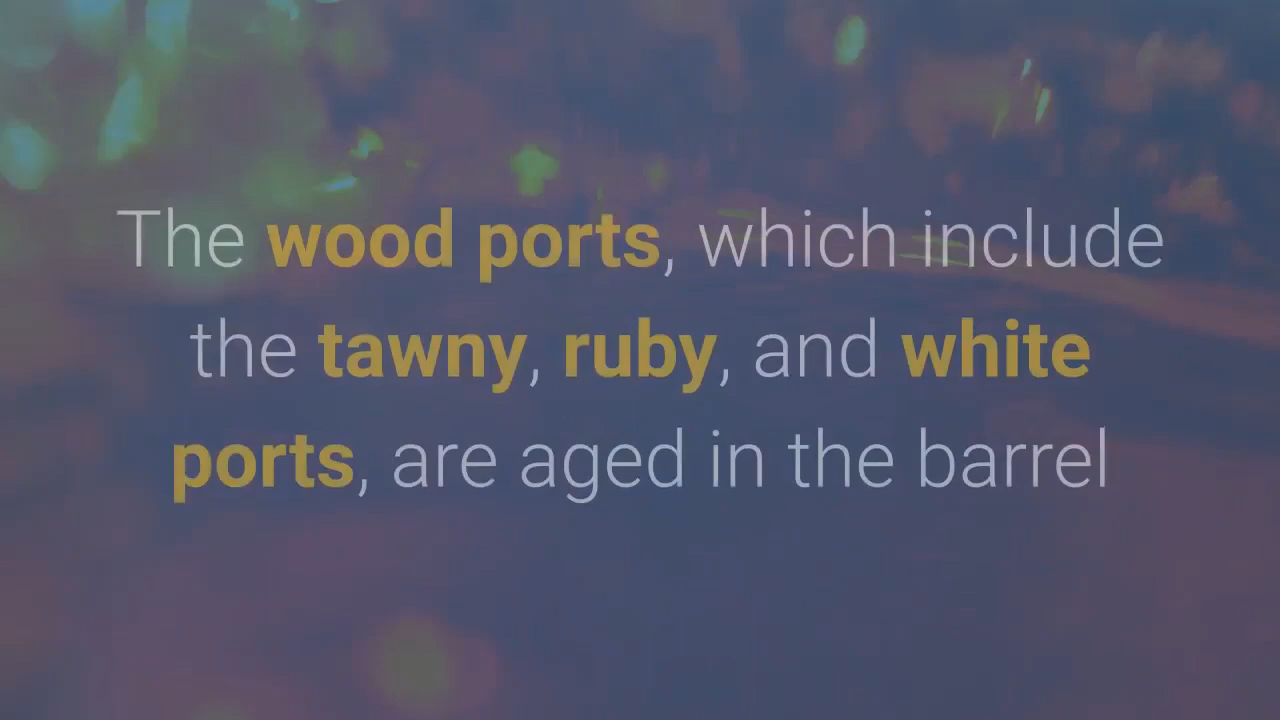 The wood ports, which include
the tawny, ruby, and white
ports, are aged in the barrel